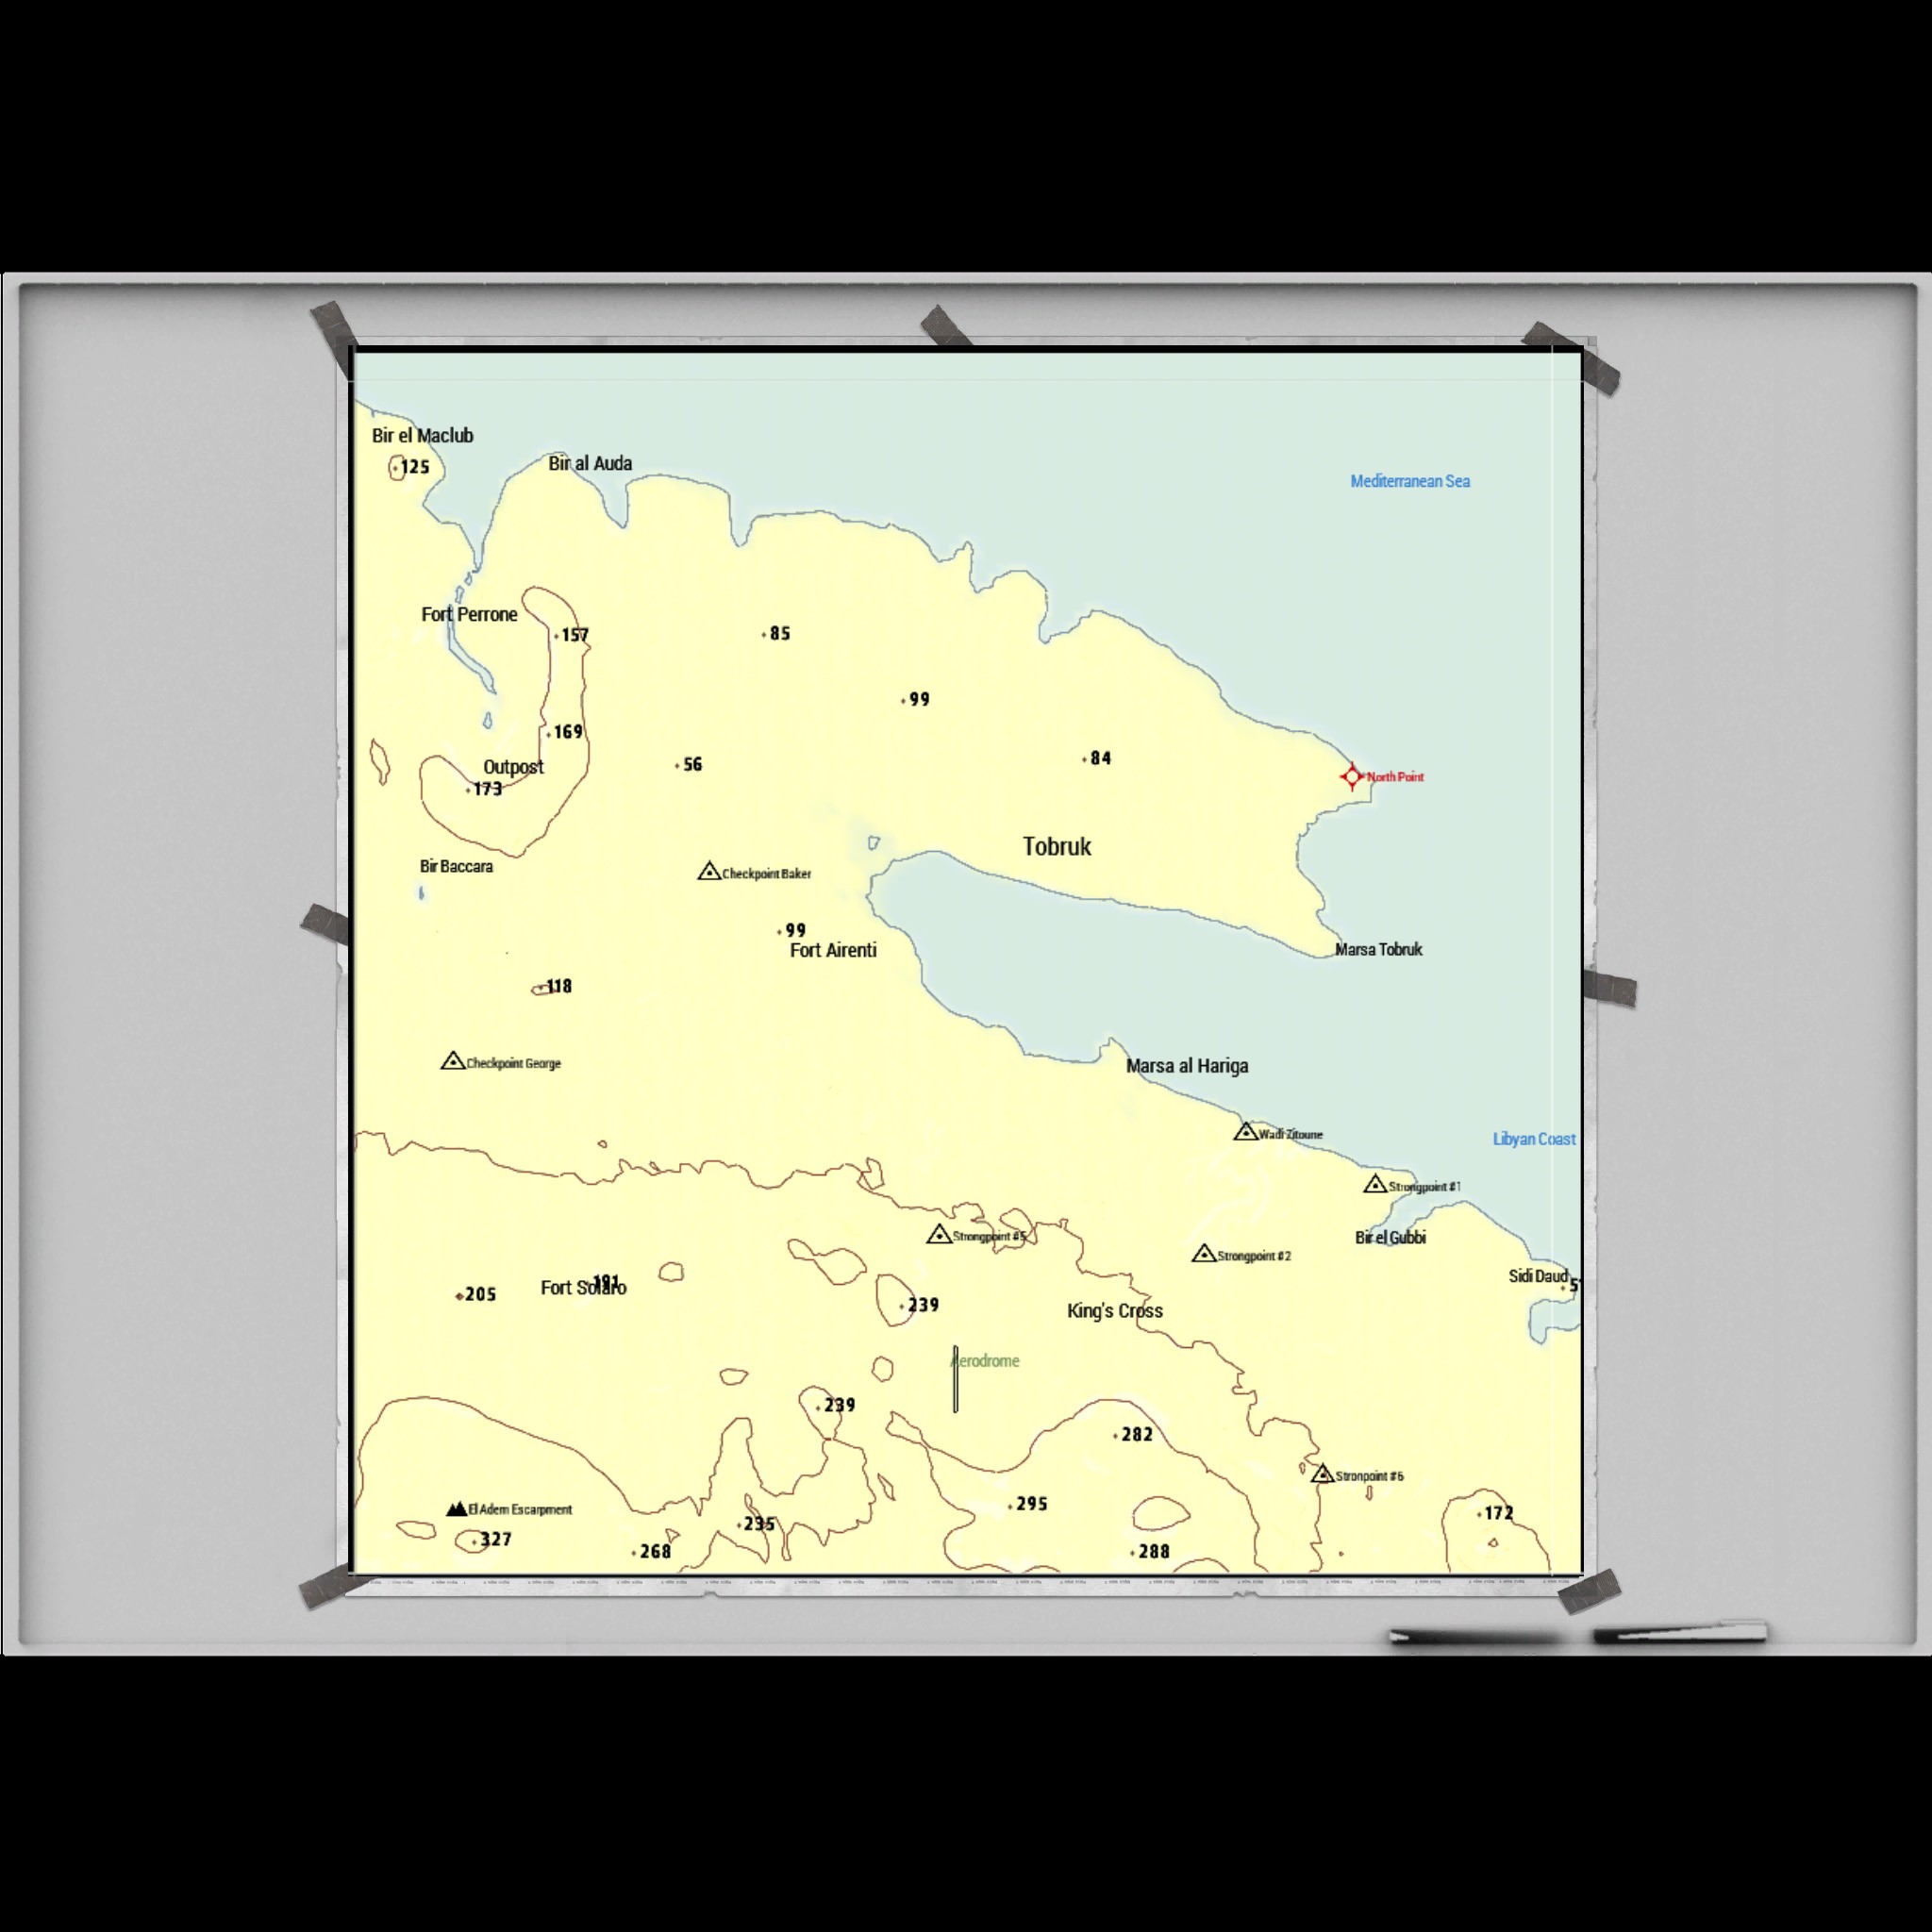 Bir el Maclub
125
Bir al Auda
Mediterranean Sea
Fort Perrone
157
85
99
169
56
84
Outpost
173
North Point
Tobruk
Bir Baccara
Checkpoint Baker
99
Fort Airenti
Marsa Tobruk
118
Checkpoint George
Marsa al Hariga
Wadi Zitoune
Libyan Coast
Strongpoint #1
Strongpoint #5
Bir el Gubbi
Strongpoint #2
Sidi Daud
Fort Solaro
191
205
239
King's Cross
Aerodrome
239
282
Stronpoint #6
El Adem Escarpment
295
172
235
327
268
288